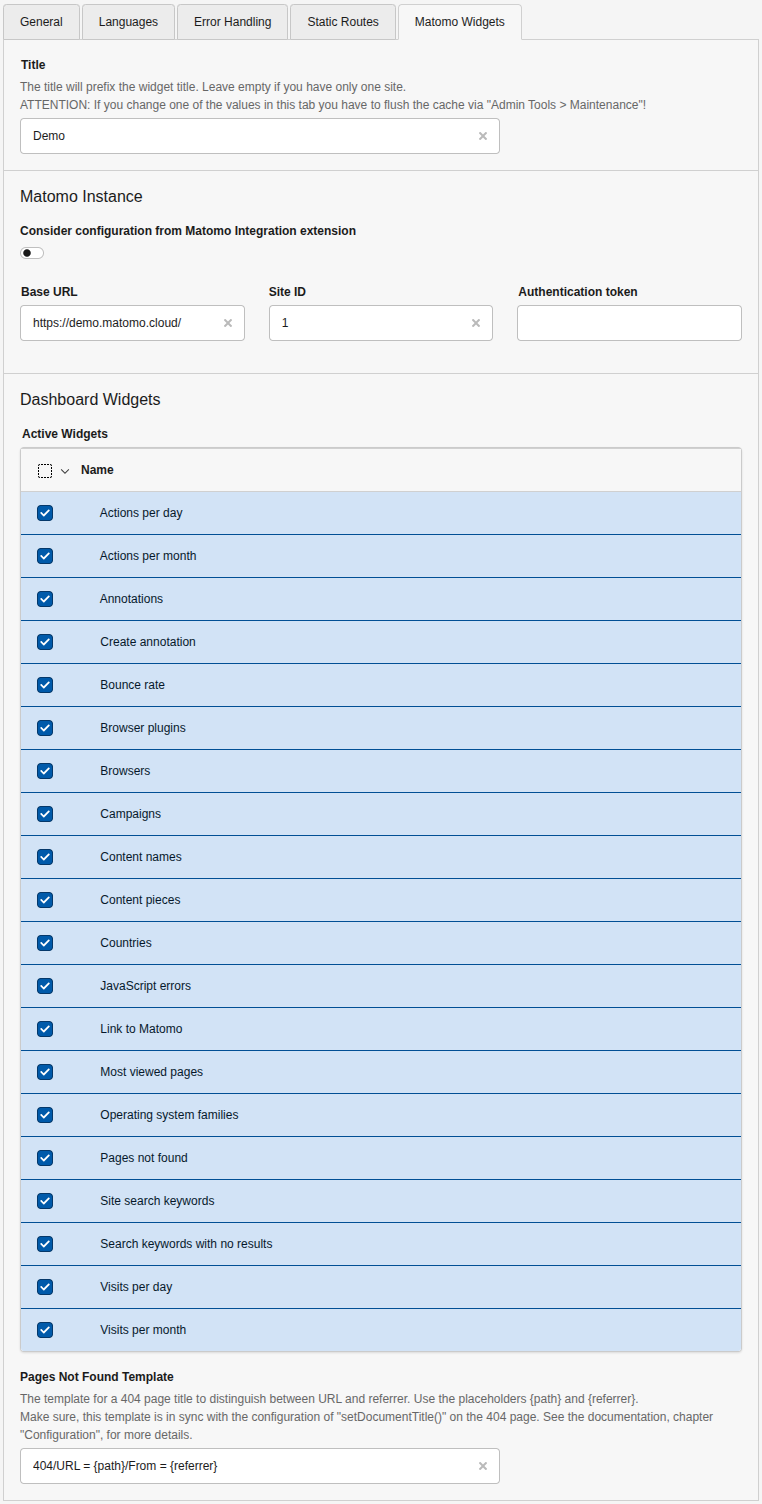 General Languages Error Handling Static Routes Matomo Widgets
Title
The title will prefix the widget title. Leave empty if you have only one site.
ATTENTION: If you change one of the values in this tab you have to flush the cache via "Admin Tools > Maintenance"!
Demo
Matomo Instance
Consider configuration from Matomo Integration extension
Base URL Site ID Authentication token
https://demo.matomo.cloud/ 1
Dashboard Widgets
Active Widgets
Name
Actions per day
Actions per month
Annotations
Create annotation
Bounce rate
Browser plugins
Browsers
Campaigns
Content names
Content pieces
Countries
JavaScript errors
Link to Matomo
Most viewed pages
Operating system families
Pages not found
Site search keywords
Search keywords with no results
Visits per day
Visits per month
Pages Not Found Template
The template for a 404 page title to distinguish between URL and referrer. Use the placeholders {path} and {referrer}.
Make sure, this template is in sync with the configuration of "setDocumentTitle()" on the 404 page. See the documentation, chapter
"Configuration", for more details.
404/URL = {path}/From = {referrer}